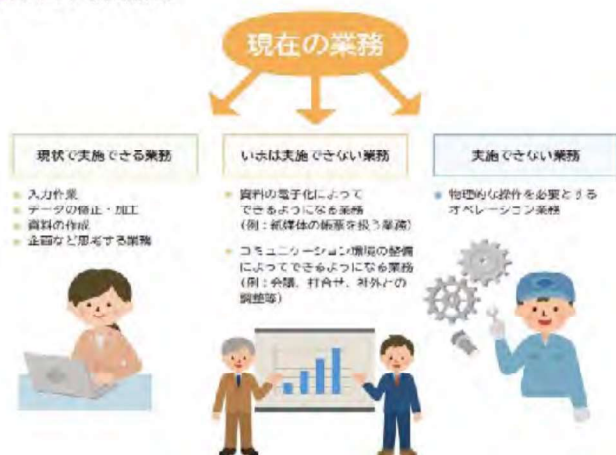 現在の業務
現状で実施できる業務
入力作業
データの修正・加工
資料の作成
企画など思考する業務
いまは実施できない業務
資料の電子化によって
できるようになる業務
(例:紙媒体の帳票を扱う業務)
コミュニケーション環境の整備
によってできるようになる業務
(例:会議、打合せ、社外との
調整等)
実施できない業務
物理的な操作を必要とする
オペレーション業務